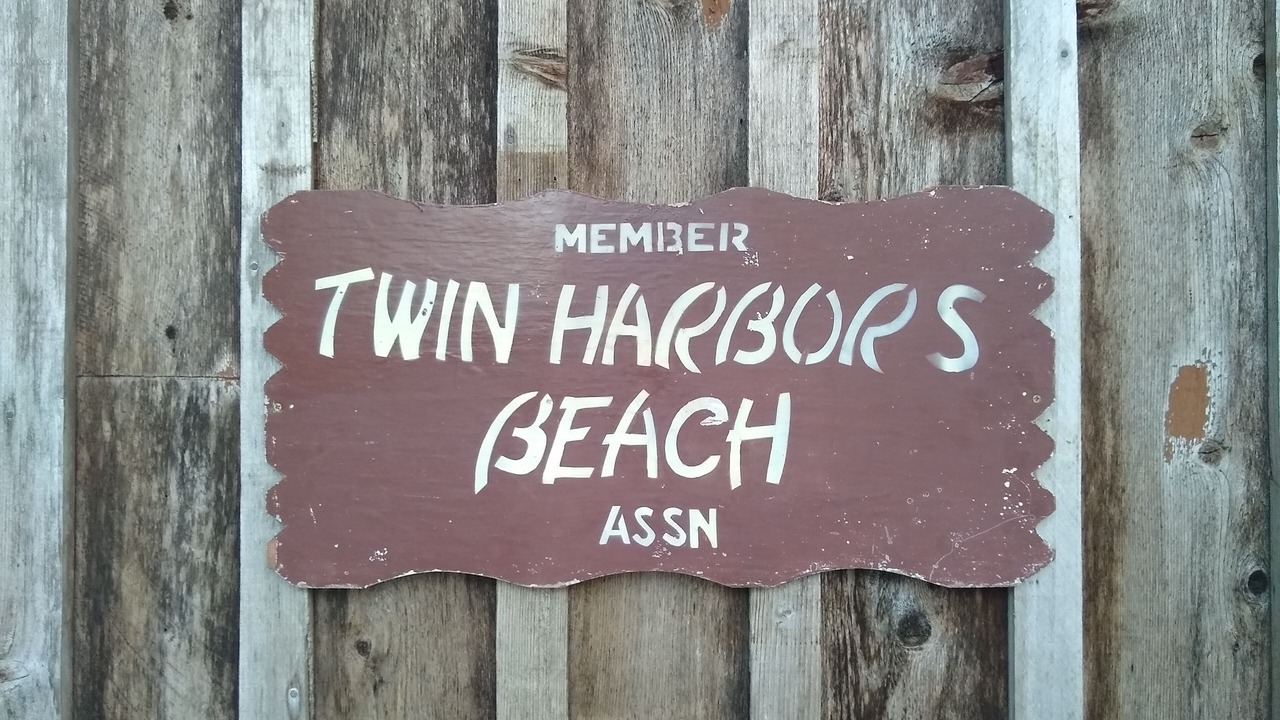 MEMBER
TWIN HARBORS
BEACH
ASSN